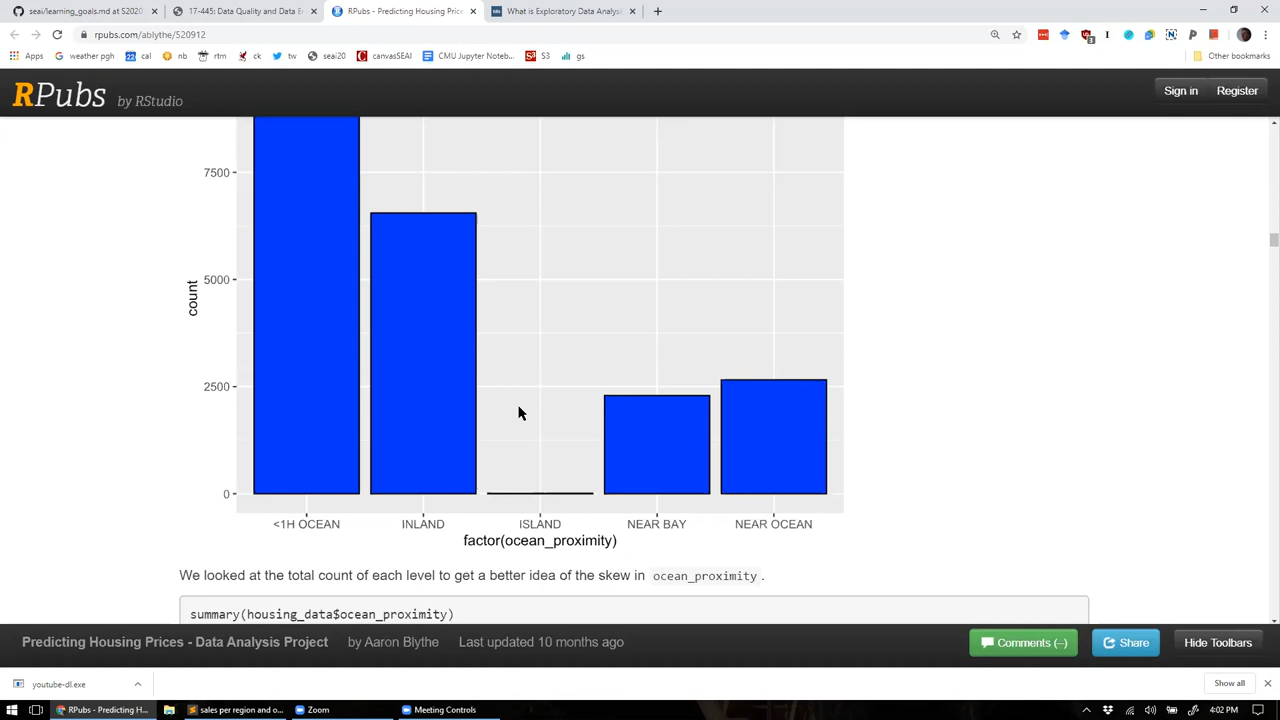 seai/learning_goals.md at S2020
17-445: Data Quality and Data E
RPubs - Predicting Housing Price
What is Exploratory Data Analysis
rpubs.com/ablythe/520912
Apps
weather pgh
cal
nb
rtm
ck
tw
seai20
canvasSEAI
CMU Jupyter Noteb...
S3
gs
Other bookmarks
RPubs by RStudio
Sign in
Register
7500
5000
2500
0
count
<1H OCEAN
INLAND
ISLAND
NEAR BAY
NEAR OCEAN
factor(ocean_proximity)
We looked at the total count of each level to get a better idea of the skew in ocean_proximity .
summary(housing_data$ocean_proximity)
Predicting Housing Prices - Data Analysis Project by Aaron Blythe Last updated 10 months ago
Comments (–)
Share
Hide Toolbars
youtube-dl.exe
Show all
RPubs - Predicting H...
sales per region and o...
Zoom
Meeting Controls
4:02 PM